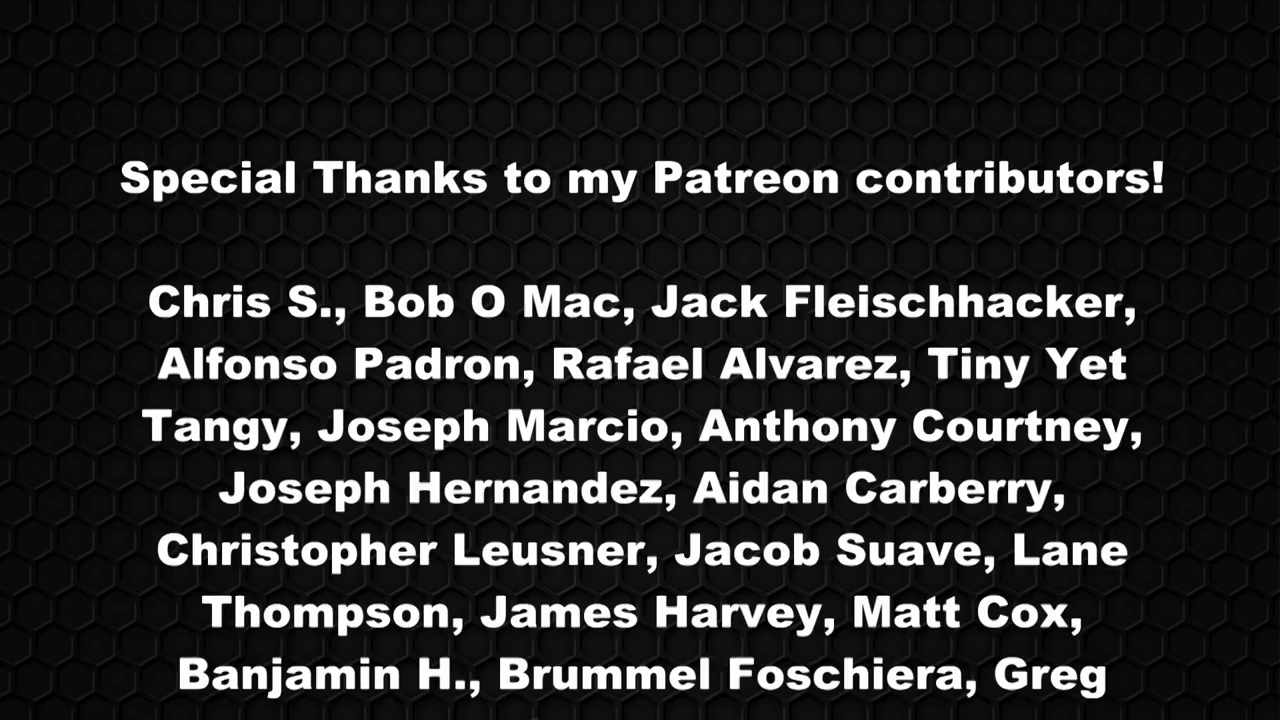 Special Thanks to my Patreon contributors!
Chris S., Bob O Mac, Jack Fleischhacker,
Alfonso Padron, Rafael Alvarez, Tiny Yet
Tangy, Joseph Marcio, Anthony Courtney,
Joseph Hernandez, Aidan Carberry,
Christopher Leusner, Jacob Suave, Lane
Thompson, James Harvey, Matt Cox,
Banjamin H., Brummel Foschiera, Greg